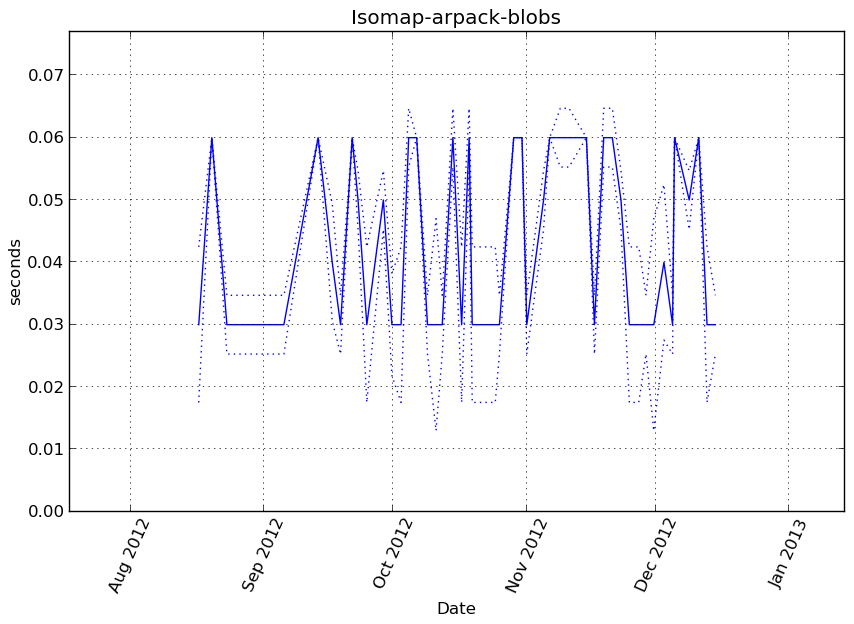 Isomap-arpack-blobs
0.07
0.06
0.05
0.04
0.03
0.02
0.01
0.00
seconds
Aug 2012
Sep 2012
Oct 2012
Nov 2012
Dec 2012
Jan 2013
Date